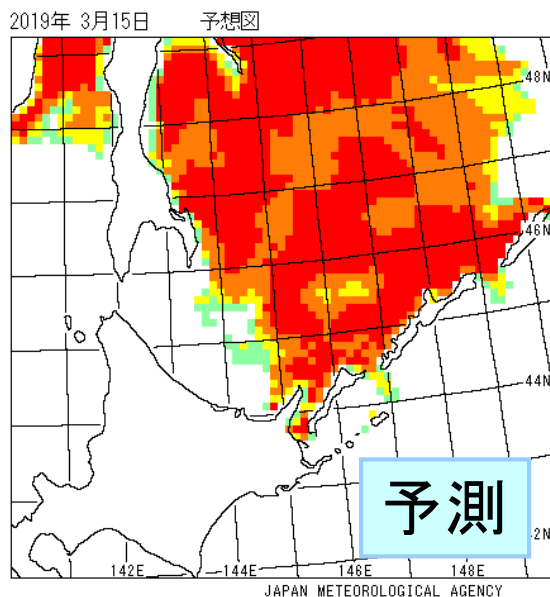 2019年 3月15日 予想図
48N
46N
44N
予測
2N
142E 144E 146E 148E
JAPAN METEOROLOGICAL AGENCY